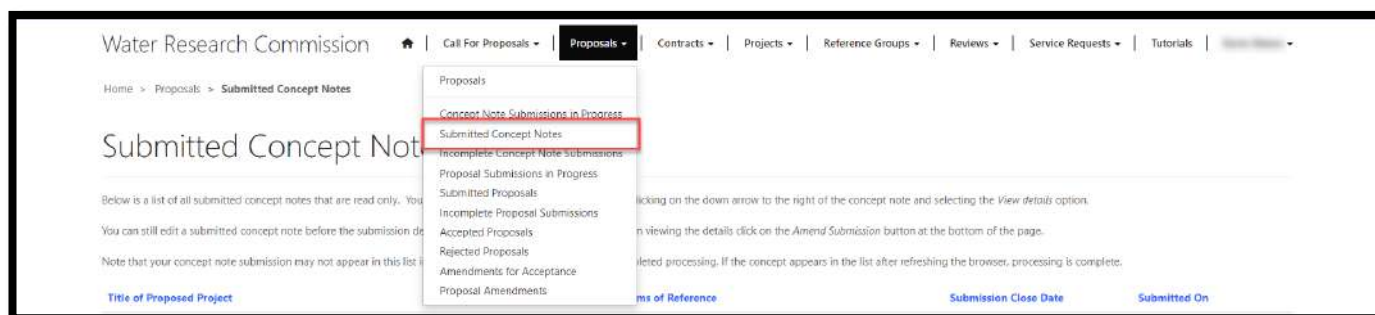 Water Research Commission | Call For Proposals | Proposals | Contracts | Projects | Reference Groups | Reviews | Service Requests | Tutorials |
Home > Proposals > Submitted Concept Notes
Proposals
Concept Note Submissions in Progress
Submitted Concept Notes
Incomplete Concept Note Submissions
Proposal Submissions in Progress
Submitted Proposals
Incomplete Proposal Submissions
Accepted Proposals
Rejected Proposals
Amendments for Acceptance
Proposal Amendments
Submitted Concept Not
Below is a list of all submitted concept notes that are read only. You licking on the down arrow to the right of the concept note and selecting the View details option.
You can still edit a submitted concept note before the submission de n viewing the details click on the Amend Submission button at the bottom of the page.
Note that your concept note submission may not appear in this list i leted processing. If the concept appears in the list after refreshing the browser, processing is complete.
Title of Proposed Project ms of Reference Submission Close Date Submitted On